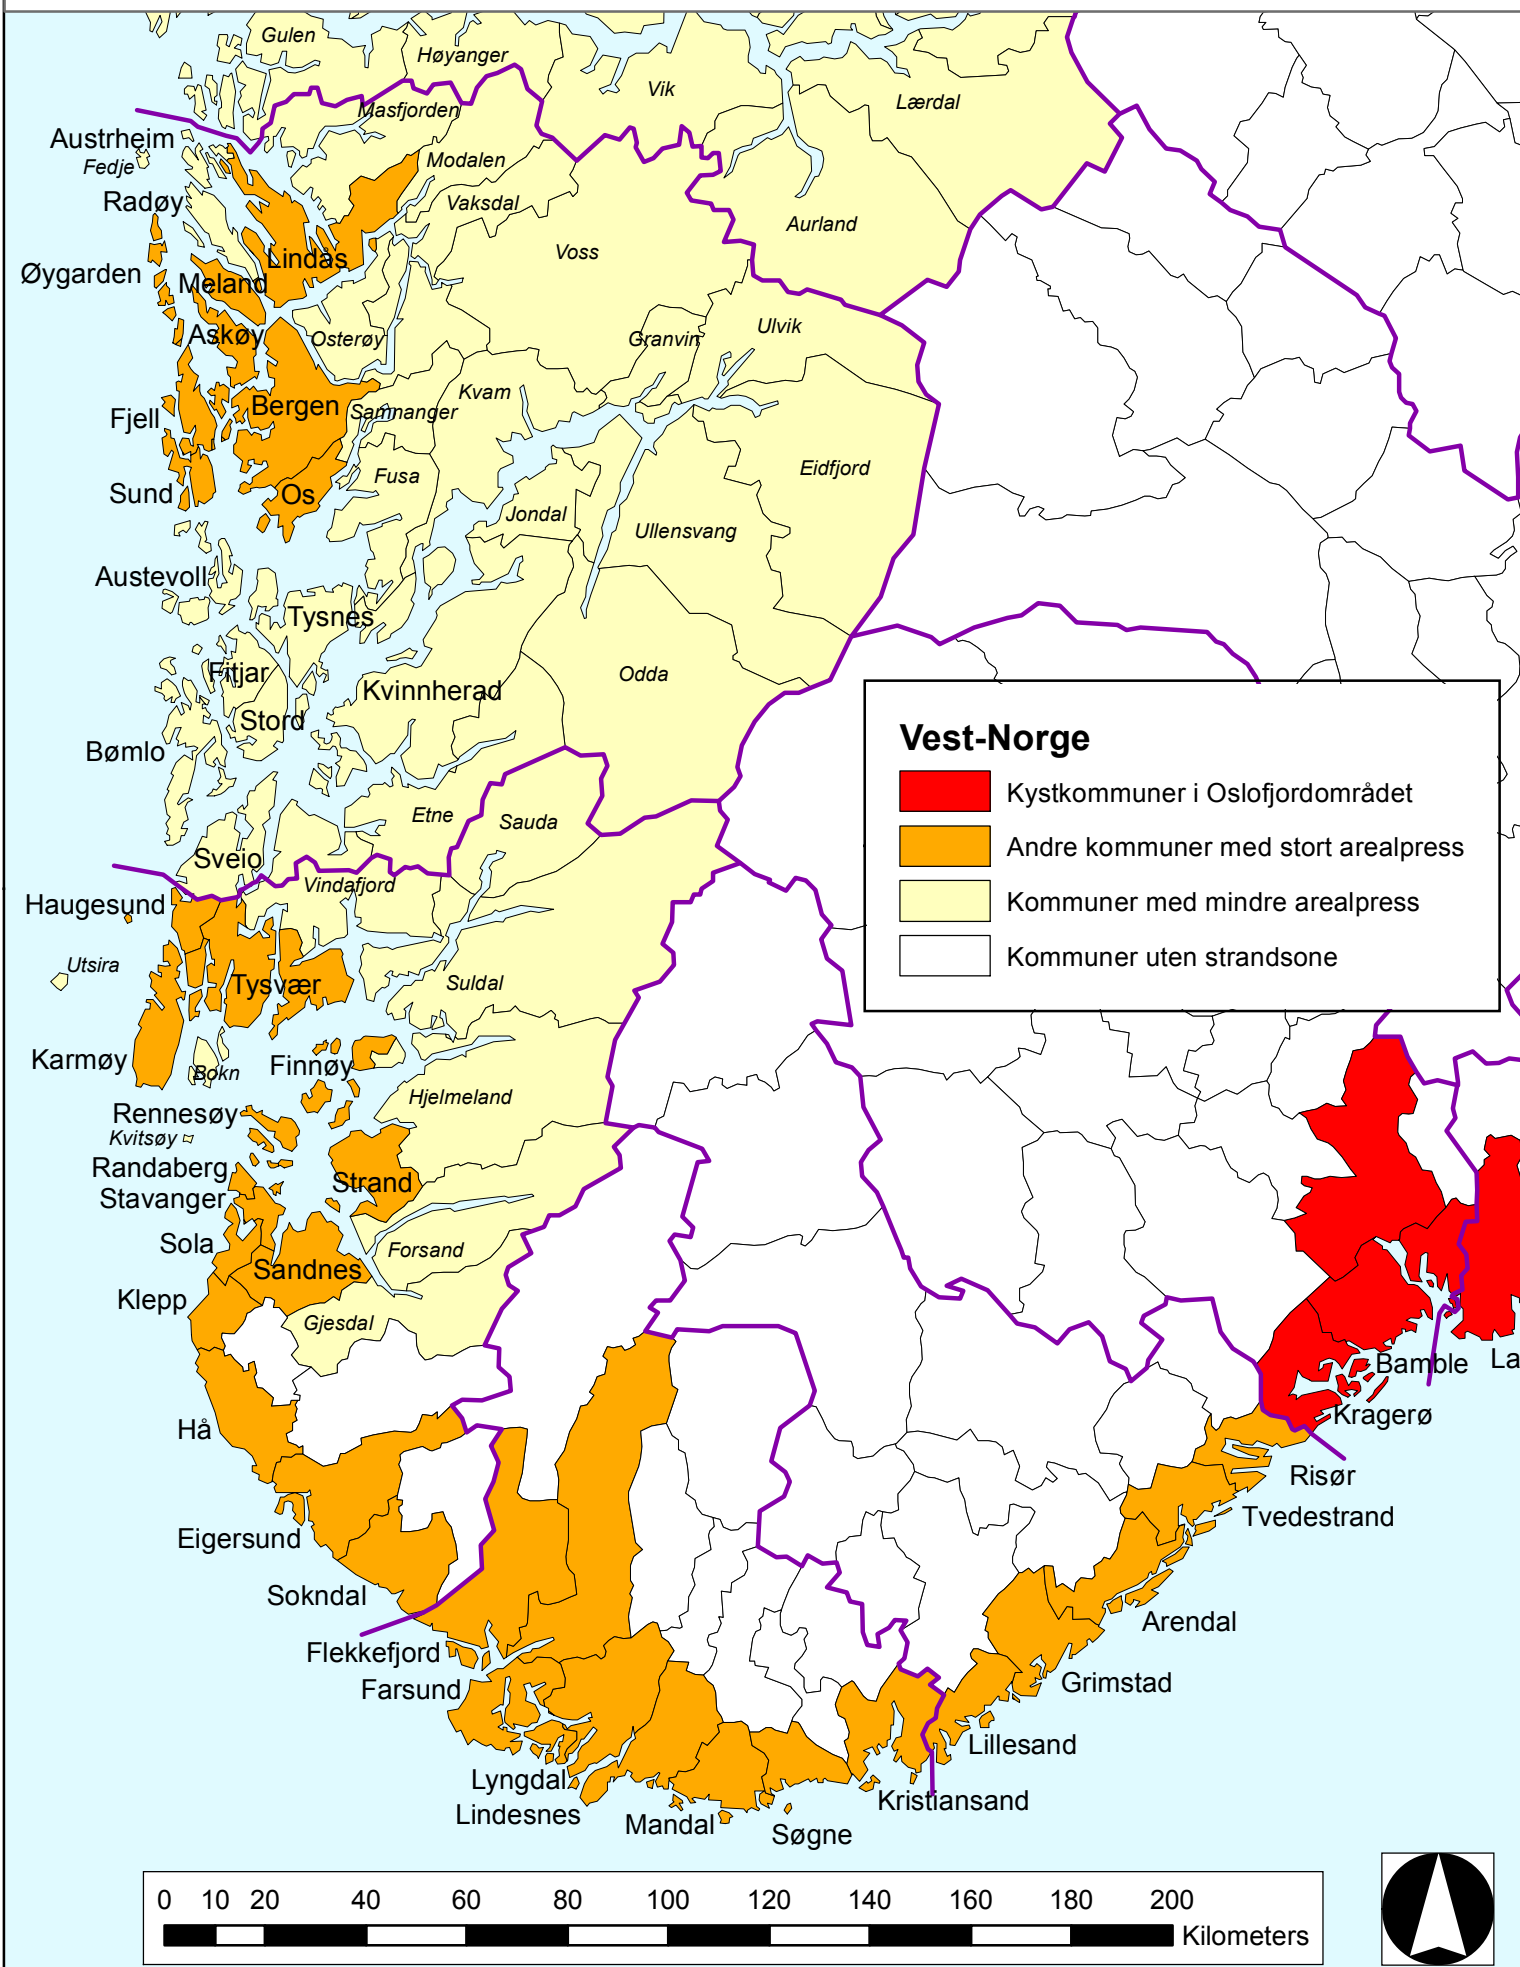 Gulen
Høyanger
Vik
Lærdal
Masfjorden
Austrheim
Fedje
Modalen
Radøy
Vaksdal
Aurland
Voss
Lindås
Øygarden
Meland
Askøy
Osterøy
Granvin
Ulvik
Kvam
Bergen
Samnanger
Fjell
Fusa
Eidfjord
Sund
Os
Jondal
Ullensvang
Austevoll
Tysnes
Fitjar
Odda
Kvinnherad
Stord
Bømlo
Etne
Sauda
Sveio
Vindafjord
Haugesund
Utsira
Tysvær
Suldal
Karmøy
Bokn
Finnøy
Hjelmeland
Rennesøy
Kvitsøy
Randaberg
Strand
Stavanger
Sola
Forsand
Sandnes
Klepp
Gjesdal
Hå
Eigersund
Sokndal
Flekkefjord
Farsund
Lyngdal
Lindesnes
Mandal
Søgne
Kristiansand
Lillesand
Grimstad
Arendal
Tvedestrand
Risør
Kragerø
Bamble
La
Vest-Norge
Kystkommuner i Oslofjordområdet
Andre kommuner med stort arealpress
Kommuner med mindre arealpress
Kommuner uten strandsone
0 10 20 40 60 80 100 120 140 160 180 200
Kilometers